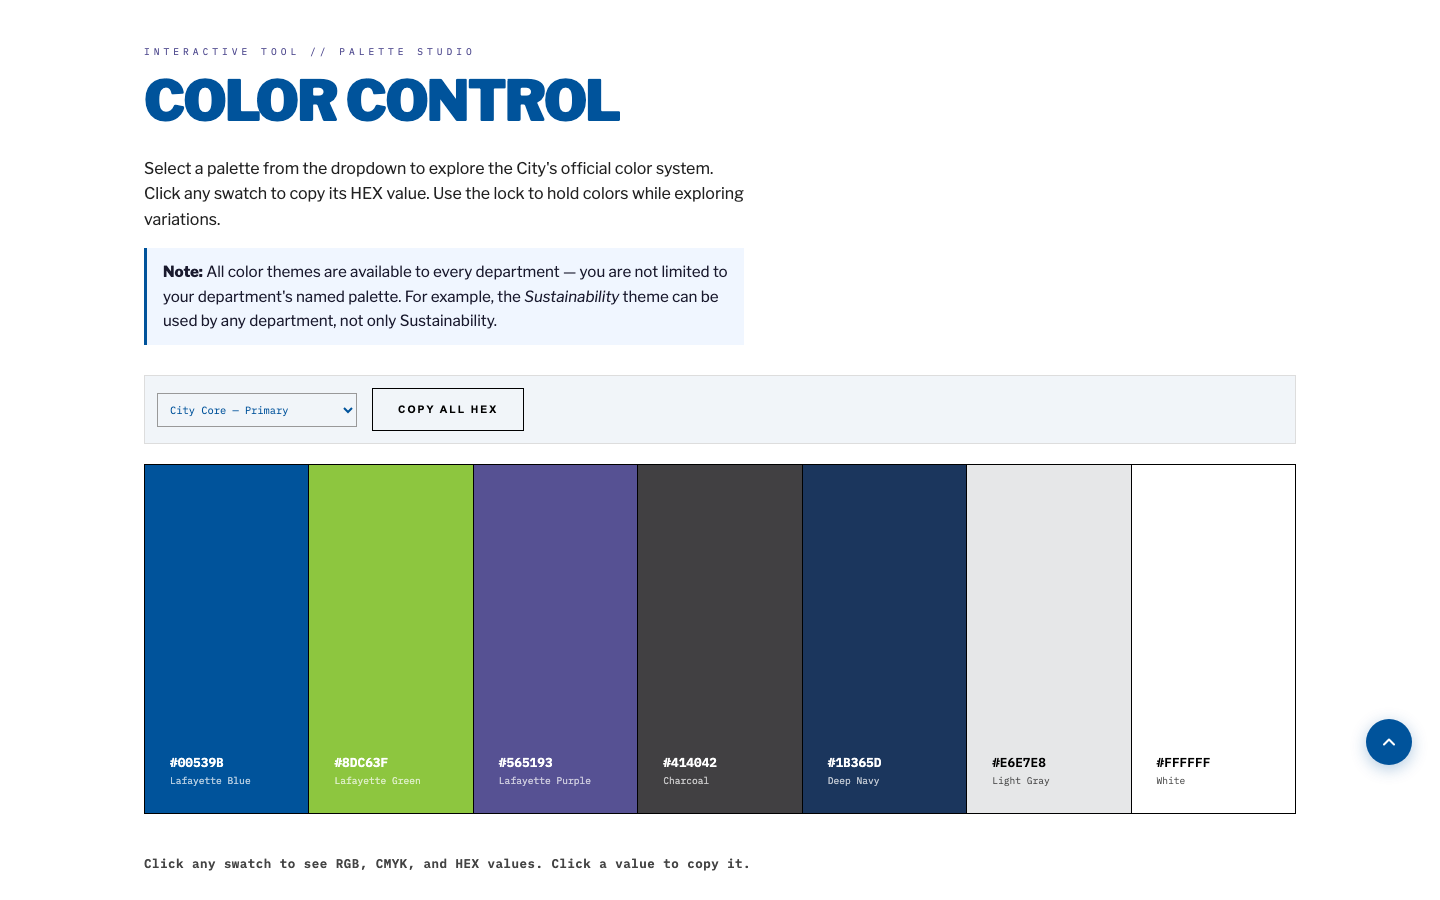 INTERACTIVE TOOL // PALETTE STUDIO
COLOR CONTROL
Select a palette from the dropdown to explore the City's official color system.
Click any swatch to copy its HEX value. Use the lock to hold colors while exploring
variations.
Note: All color themes are available to every department — you are not limited to
your department's named palette. For example, the Sustainability theme can be
used by any department, not only Sustainability.
City Core — Primary
COPY ALL HEX
#00539B
Lafayette Blue
#8DC63F
Lafayette Green
#565193
Lafayette Purple
#414042
Charcoal
#1B365D
Deep Navy
#E6E7E8
Light Gray
#FFFFFF
White
Click any swatch to see RGB, CMYK, and HEX values. Click a value to copy it.